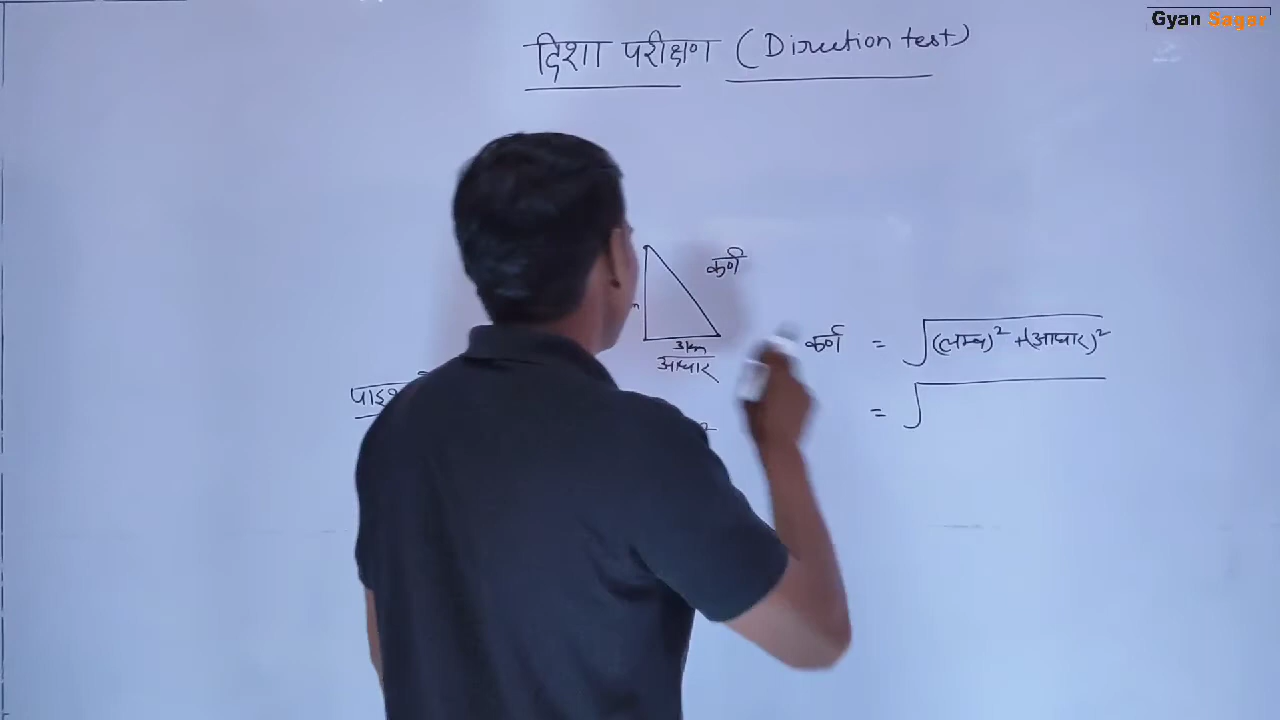 Gyan Sagar
दिशा परीक्षण (Direction test)
कर्ण
3km
आधार
कर्ण = √(लम्ब)² + (आधार)²
= √